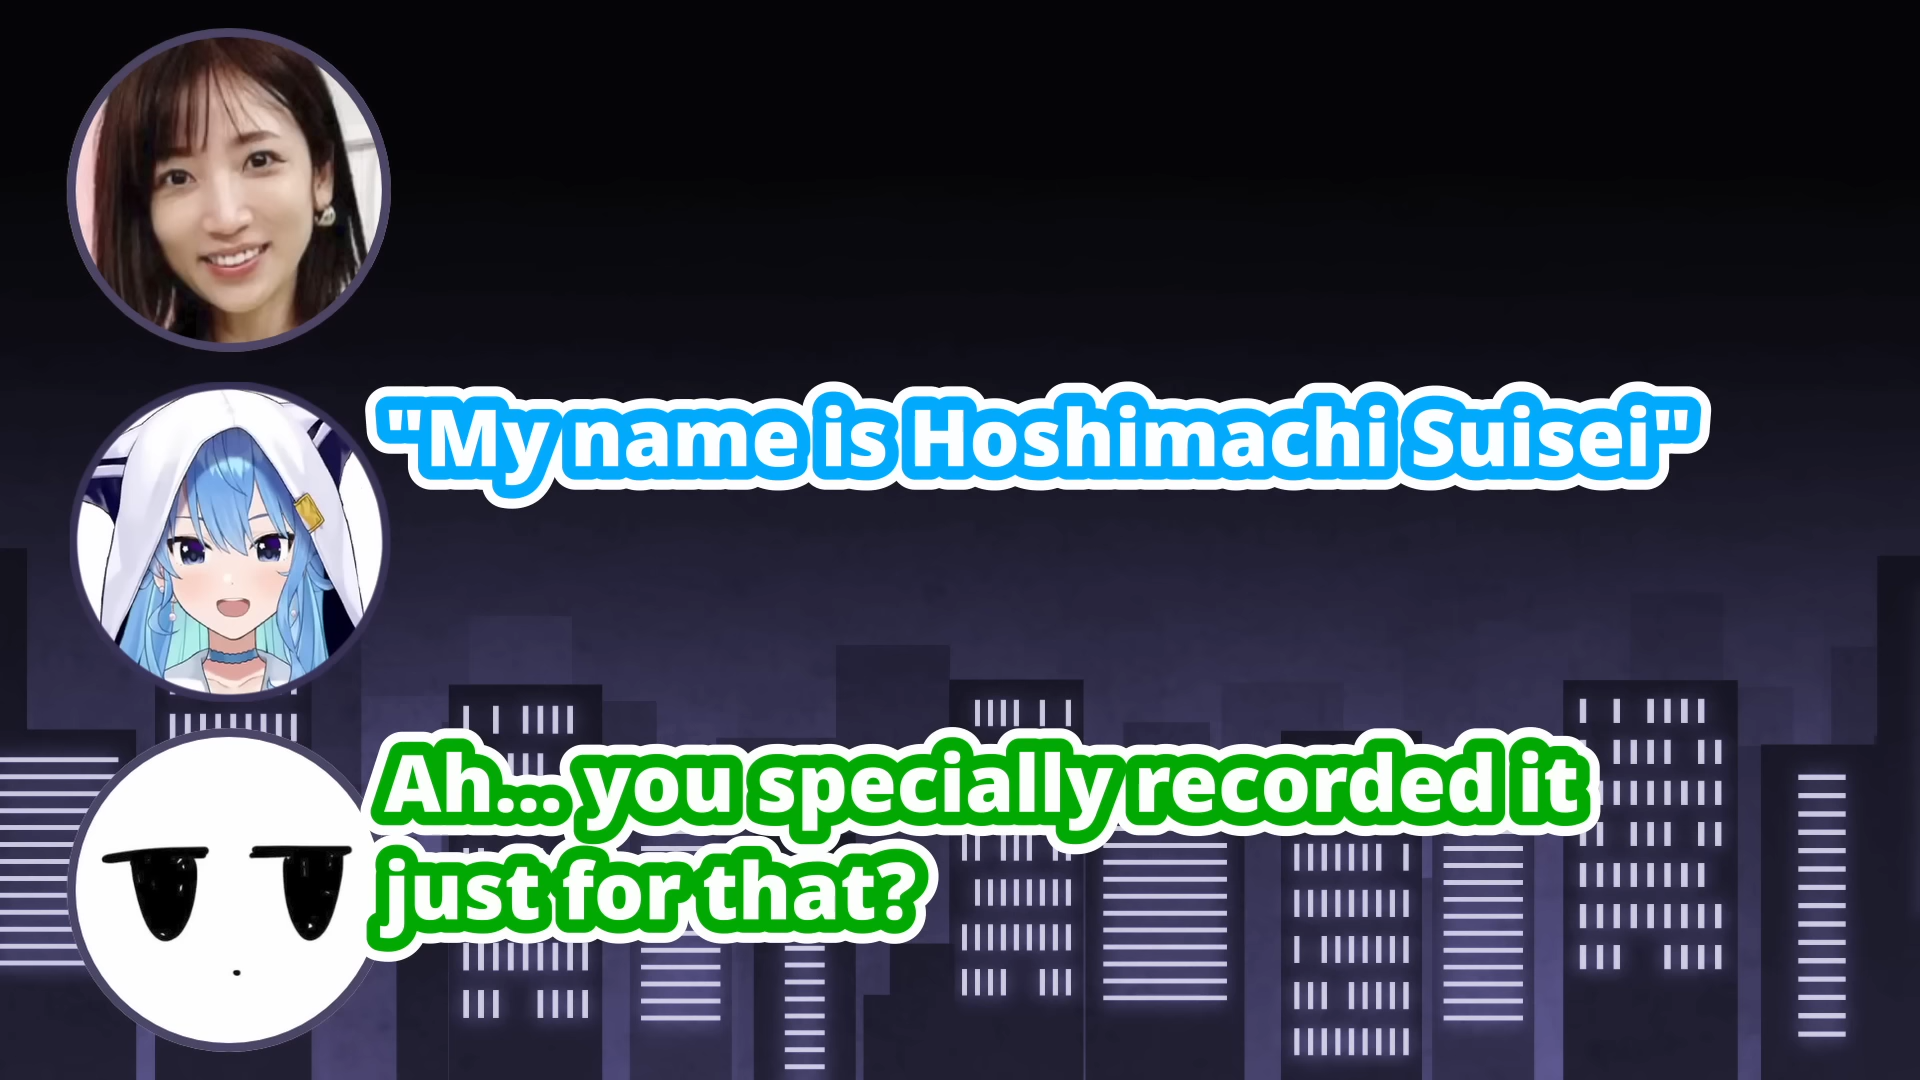 "My name is Hoshimachi Suisei"
Ah... you specially recorded it
just for that?